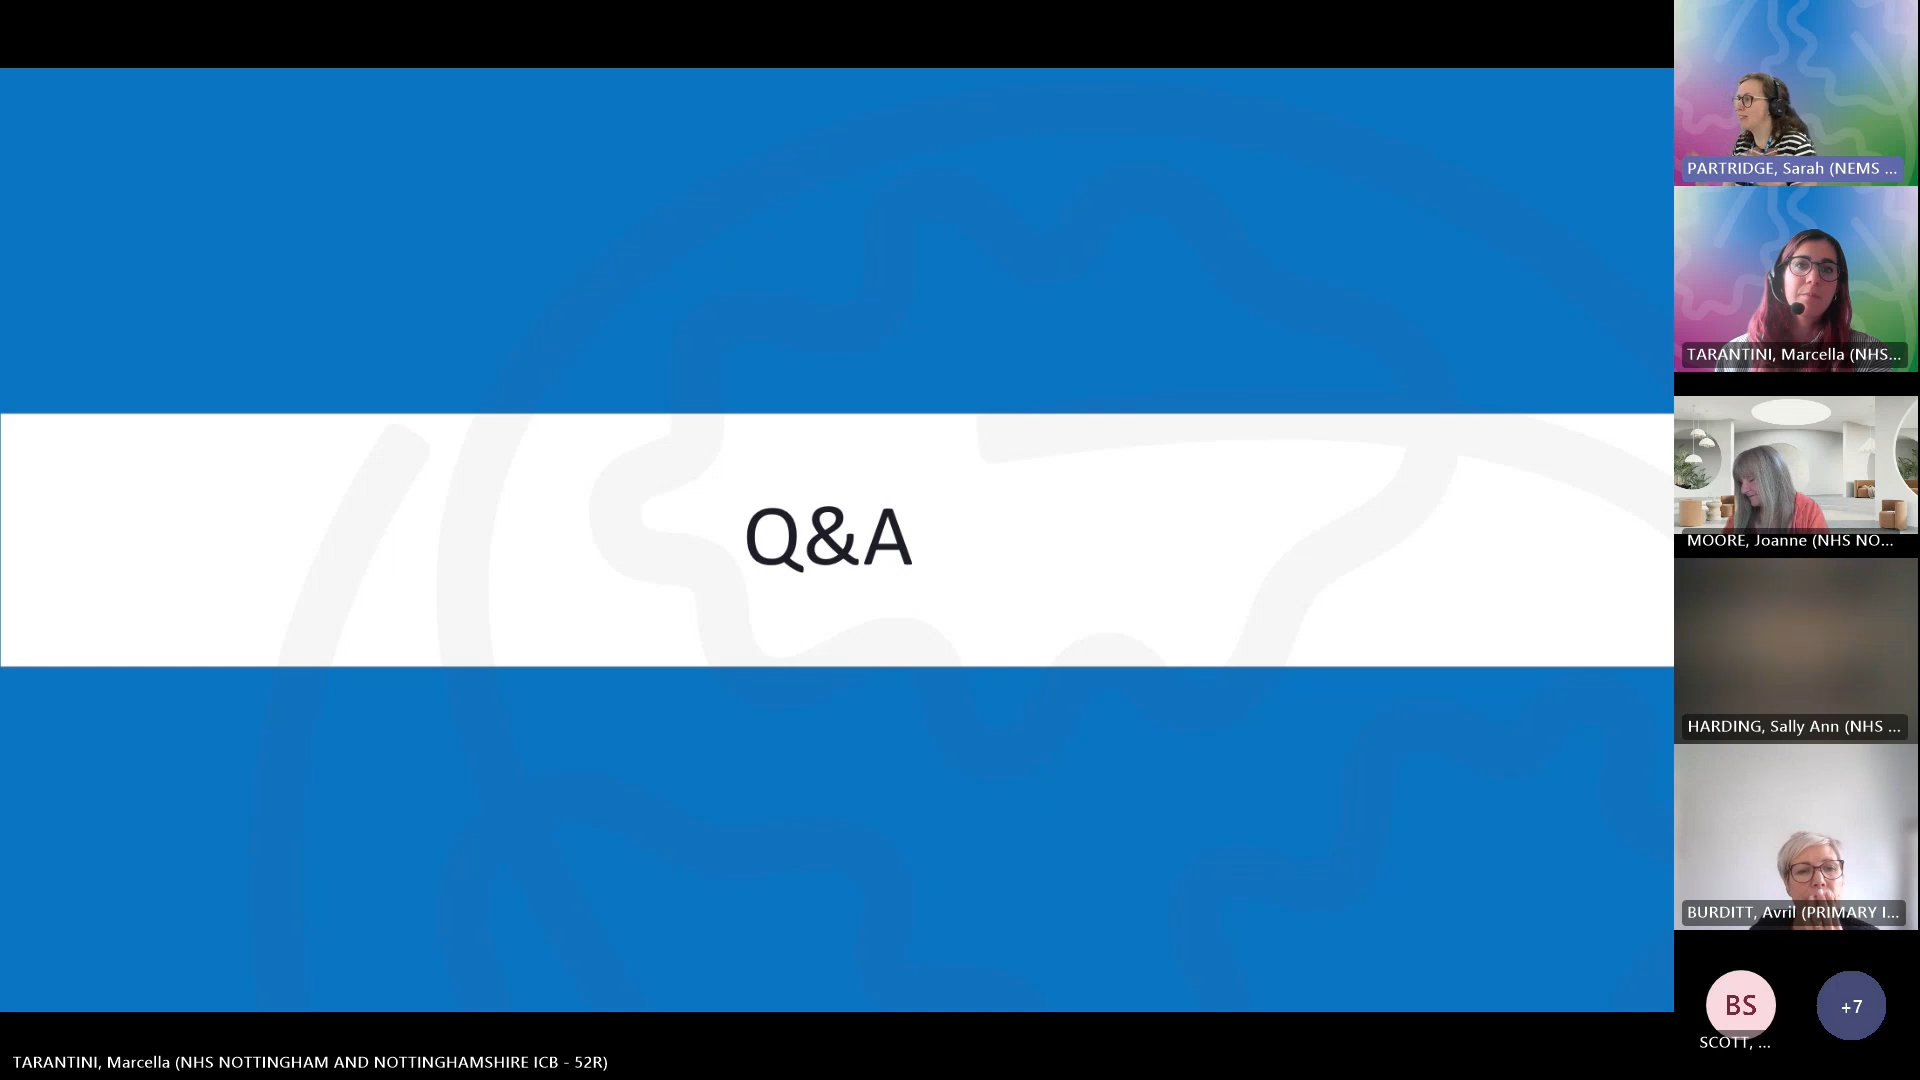 Q&A
PARTRIDGE, Sarah (NEMS ...
TARANTINI, Marcella (NHS...
MOORE, Joanne (NHS NO...
HARDING, Sally Ann (NHS ...
BURDITT, Avril (PRIMARY I...
BS
+7
SCOTT, ...
TARANTINI, Marcella (NHS NOTTINGHAM AND NOTTINGHAMSHIRE ICB - 52R)